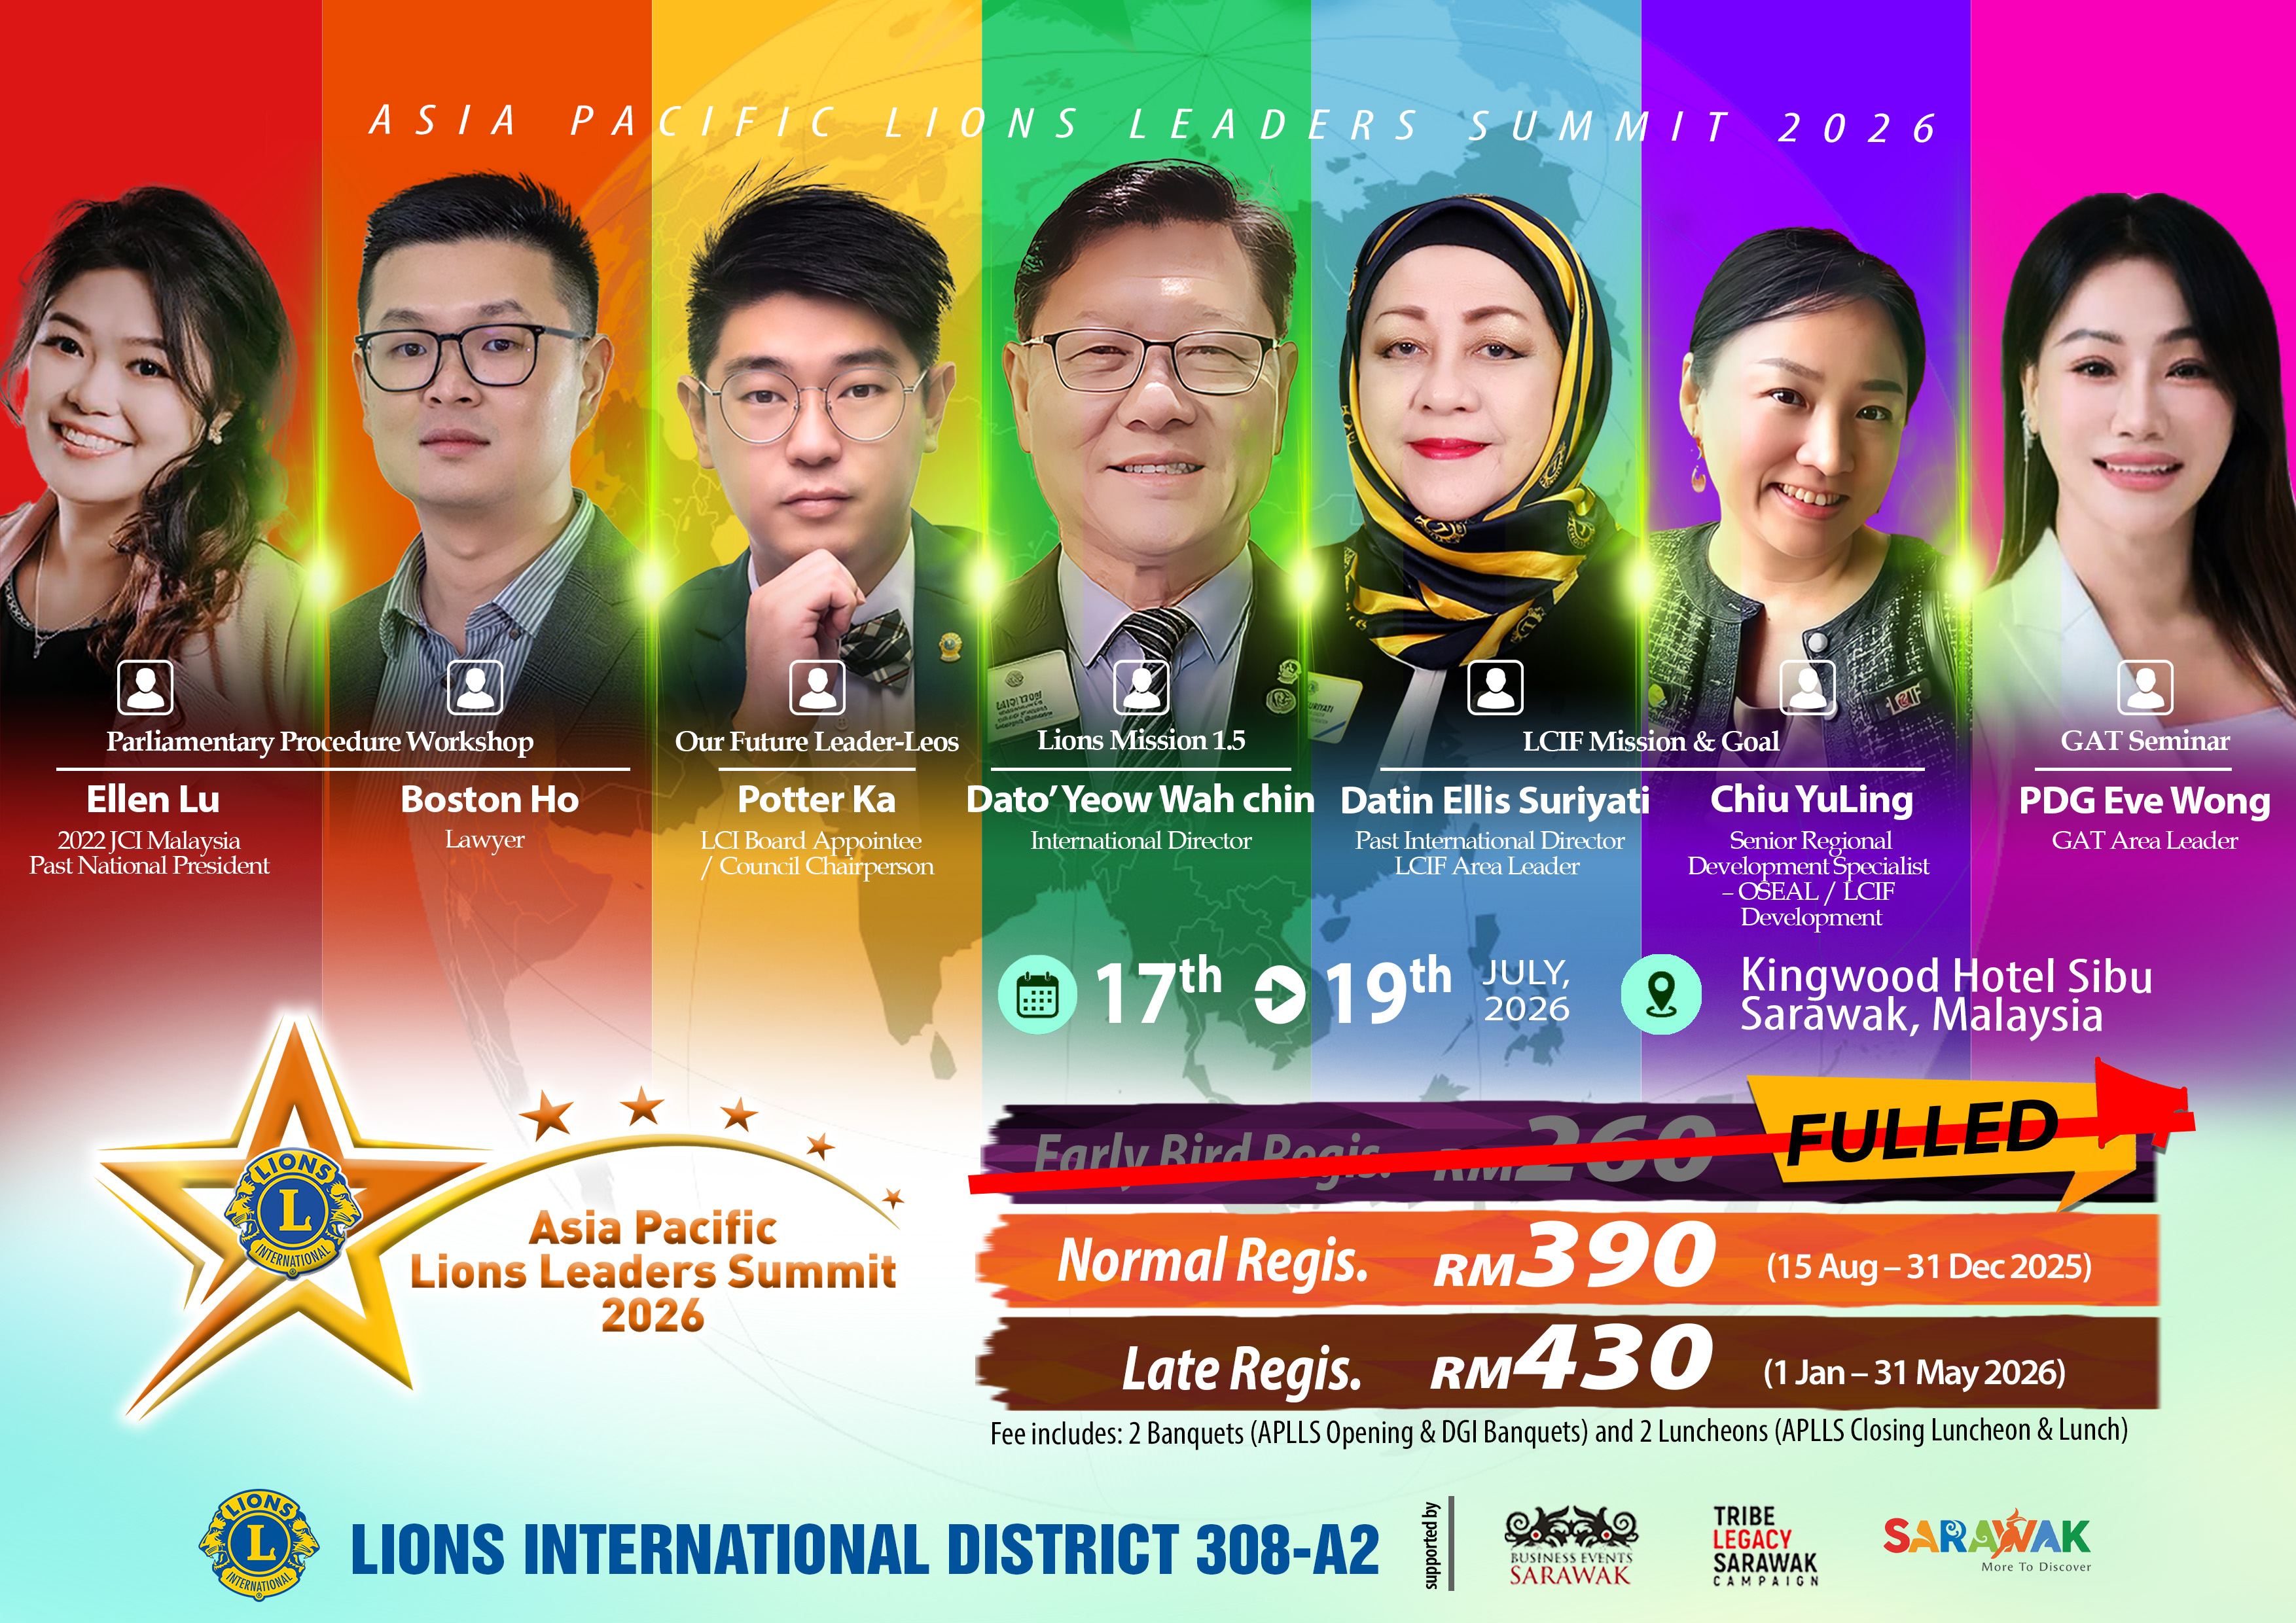 ASIA PACIFIC LIONS LEADERS SUMMIT 2026
Parliamentary Procedure Workshop
Ellen Lu
2022 JCI Malaysia
Past National President
Boston Ho
Lawyer
Our Future Leader-Leos
Potter Ka
LCI Board Appointee
/ Council Chairperson
Lions Mission 1.5
Dato' Yeow Wah chin
International Director
LCIF Mission & Goal
Datin Ellis Suriyati
Past International Director
LCIF Area Leader
Chiu YuLing
Senior Regional
Development Specialist
– OSEAL / LCIF
Development
GAT Seminar
PDG Eve Wong
GAT Area Leader
17th 19th JULY,
2026
Kingwood Hotel Sibu
Sarawak, Malaysia
LIONS
L
INTERNATIONAL
Asia Pacific
Lions Leaders Summit
2026
Early Bird Regis. RM260 FULLED
Normal Regis. RM390 (15 Aug – 31 Dec 2025)
Late Regis. RM430 (1 Jan – 31 May 2026)
Fee includes: 2 Banquets (APLLS Opening & DGI Banquets) and 2 Luncheons (APLLS Closing Luncheon & Lunch)
LIONS
L
INTERNATIONAL
LIONS INTERNATIONAL DISTRICT 308-A2
supported by
BUSINESS EVENTS
SARAWAK
TRIBE
LEGACY
SARAWAK
CAMPAIGN
SARAWAK
More To Discover